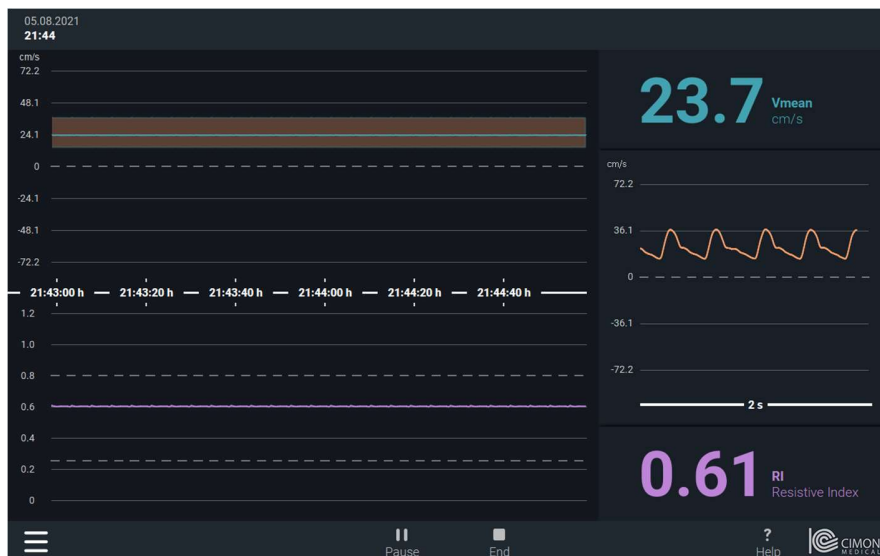 05.08.2021
21:44
cm/s
72.2
48.1
24.1
0
-24.1
-48.1
-72.2
21:43:00 h 21:43:20 h 21:43:40 h 21:44:00 h 21:44:20 h 21:44:40 h
1.2
1.0
0.8
0.6
0.4
0.2
0
23.7 Vmean
cm/s
cm/s
72.2
36.1
0
-36.1
-72.2
2 s
0.61 RI
Resistive Index
Pause
End
?
Help
CIMON
MEDICAL